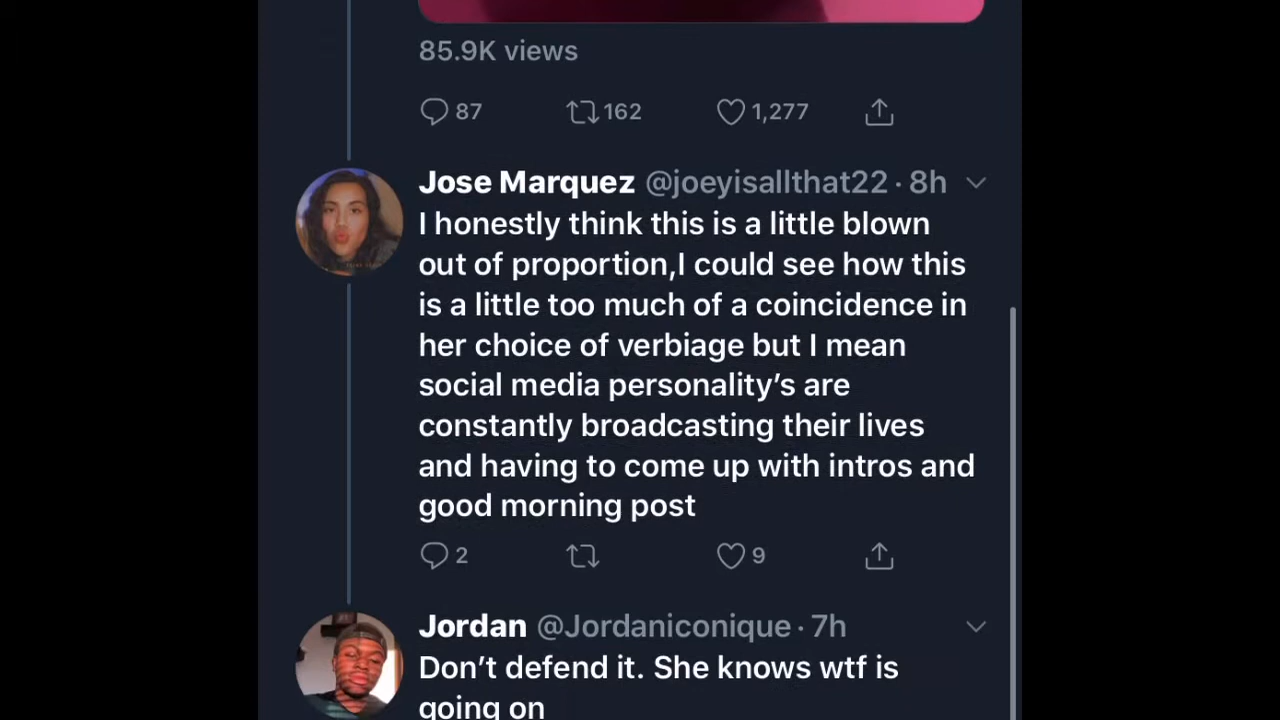 85.9K views
87 162 1,277
Jose Marquez @joeyisallthat22 · 8h
I honestly think this is a little blown
out of proportion,I could see how this
is a little too much of a coincidence in
her choice of verbiage but I mean
social media personality’s are
constantly broadcasting their lives
and having to come up with intros and
good morning post
2 9
Jordan @Jordaniconique · 7h
Don’t defend it. She knows wtf is
going on